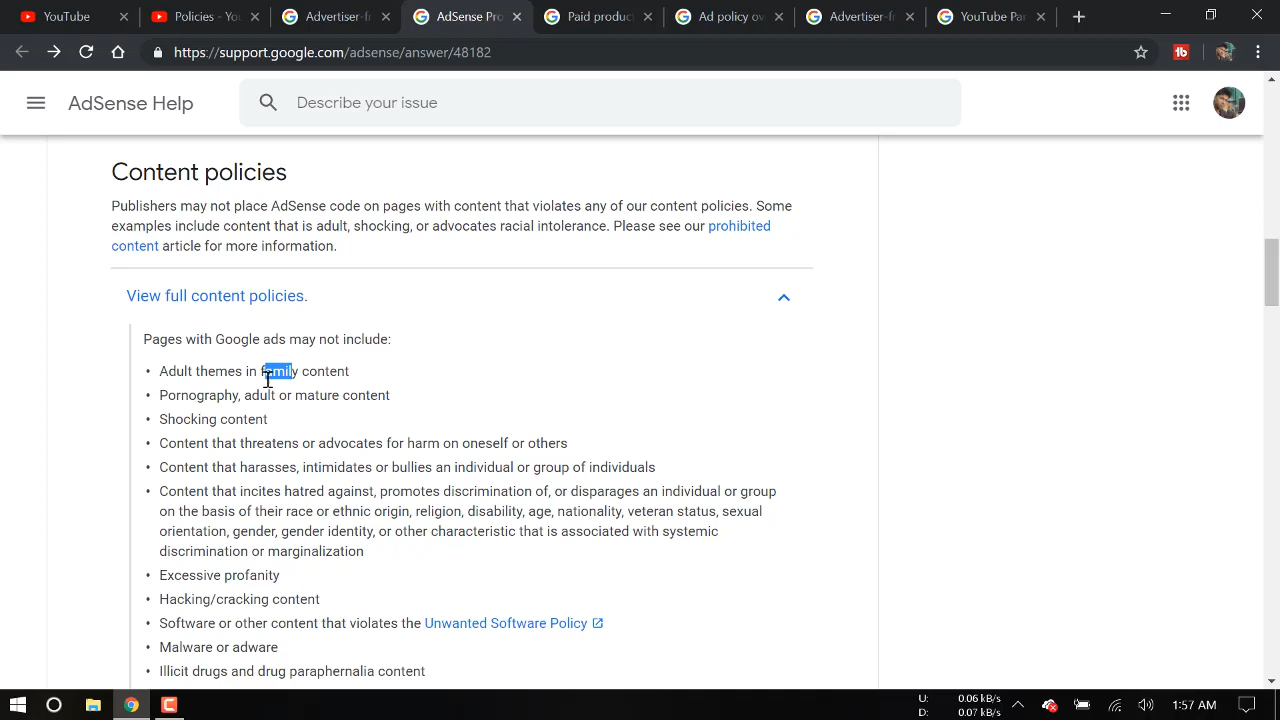 YouTube
Policies - You
Advertiser-fr
AdSense Pro
Paid produc
Ad policy ov
Advertiser-fr
YouTube Par
https://support.google.com/adsense/answer/48182
AdSense Help
Describe your issue
Content policies
Publishers may not place AdSense code on pages with content that violates any of our content policies. Some
examples include content that is adult, shocking, or advocates racial intolerance. Please see our prohibited
content article for more information.
View full content policies.
Pages with Google ads may not include:
• Adult themes in family content
• Pornography, adult or mature content
• Shocking content
• Content that threatens or advocates for harm on oneself or others
• Content that harasses, intimidates or bullies an individual or group of individuals
• Content that incites hatred against, promotes discrimination of, or disparages an individual or group
on the basis of their race or ethnic origin, religion, disability, age, nationality, veteran status, sexual
orientation, gender, gender identity, or other characteristic that is associated with systemic
discrimination or marginalization
• Excessive profanity
• Hacking/cracking content
• Software or other content that violates the Unwanted Software Policy
• Malware or adware
• Illicit drugs and drug paraphernalia content
U: 0.06 kB/s
D: 0.07 kB/s
1:57 AM